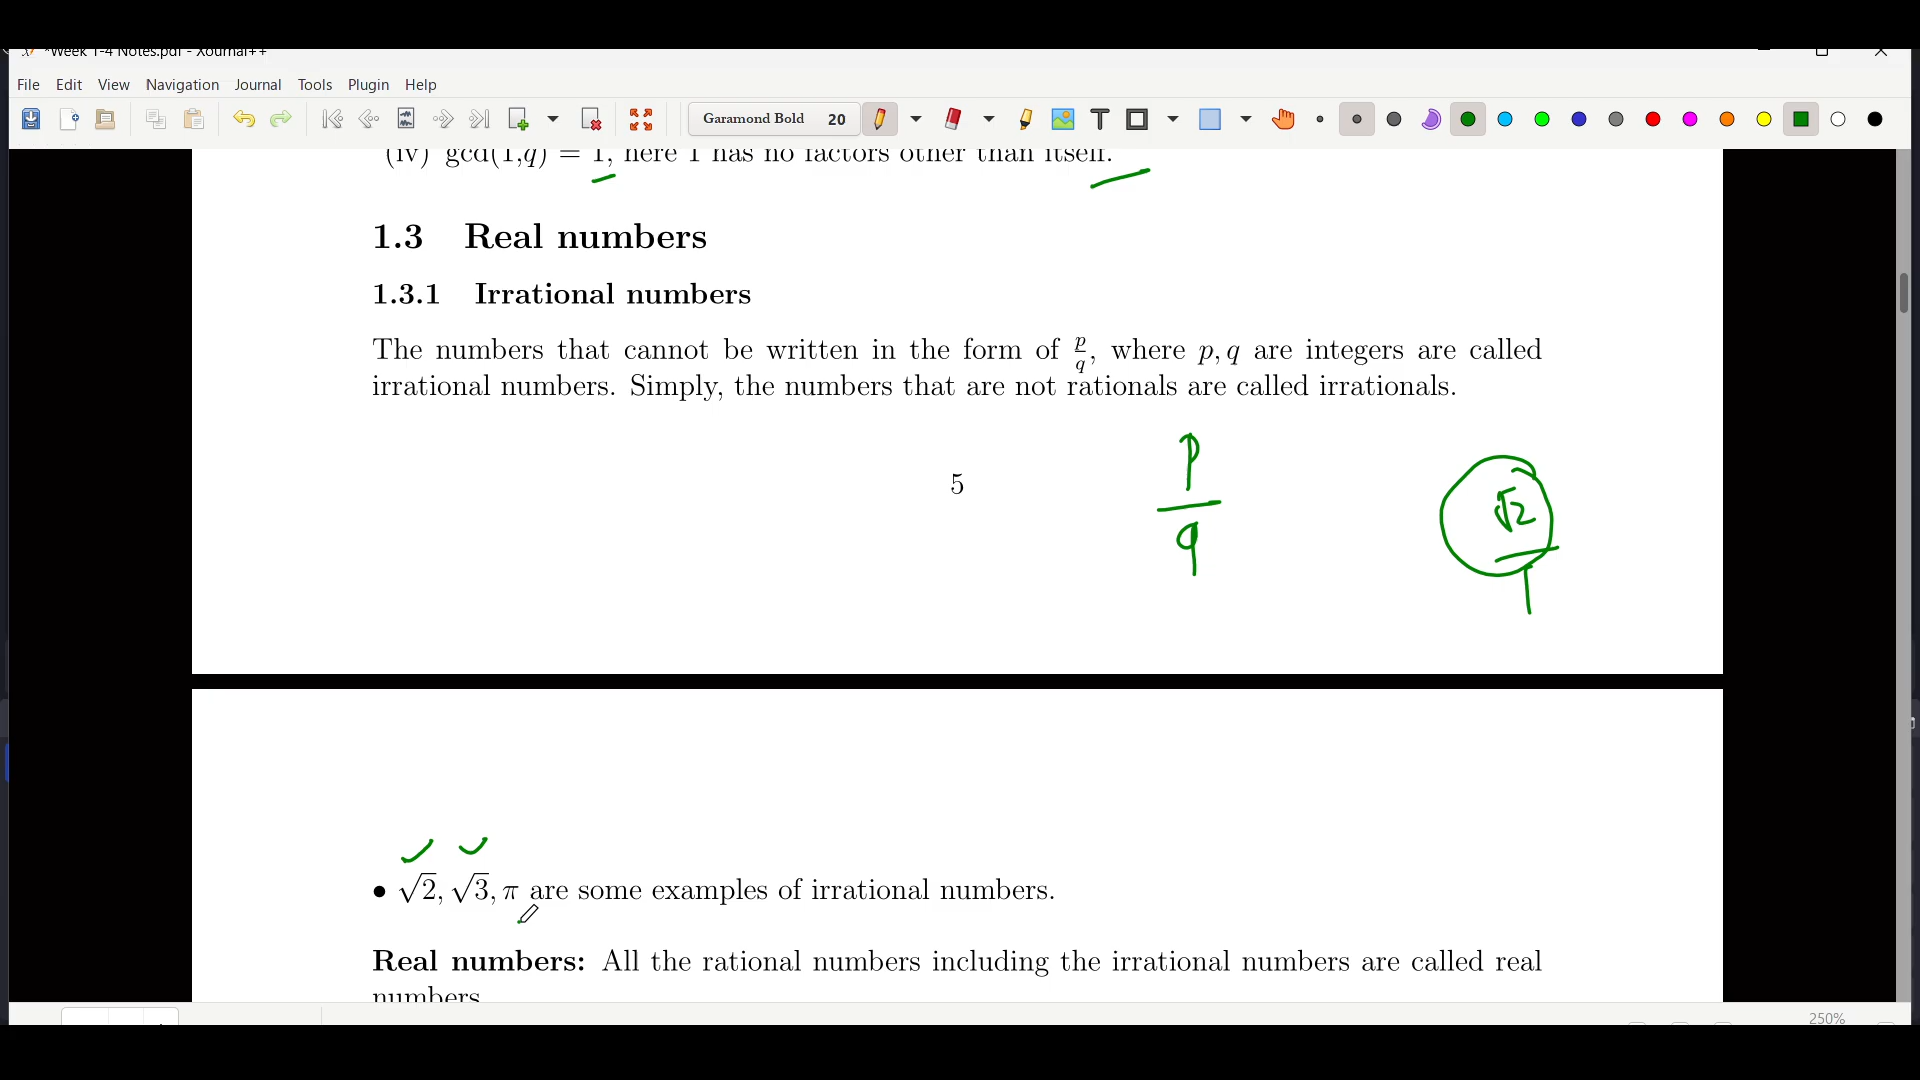 *Week 1-4 Notes.pdf - Xournal++
File Edit View Navigation Journal Tools Plugin Help
Garamond Bold 20
(iv) gcd(1,q) = 1, here 1 has no factors other than itself.
1.3 Real numbers
1.3.1 Irrational numbers
The numbers that cannot be written in the form of p/q, where p, q are integers are called
irrational numbers. Simply, the numbers that are not rationals are called irrationals.
p
q
√2
1
5
• √2, √3, π are some examples of irrational numbers.
Real numbers: All the rational numbers including the irrational numbers are called real
numbers
250%